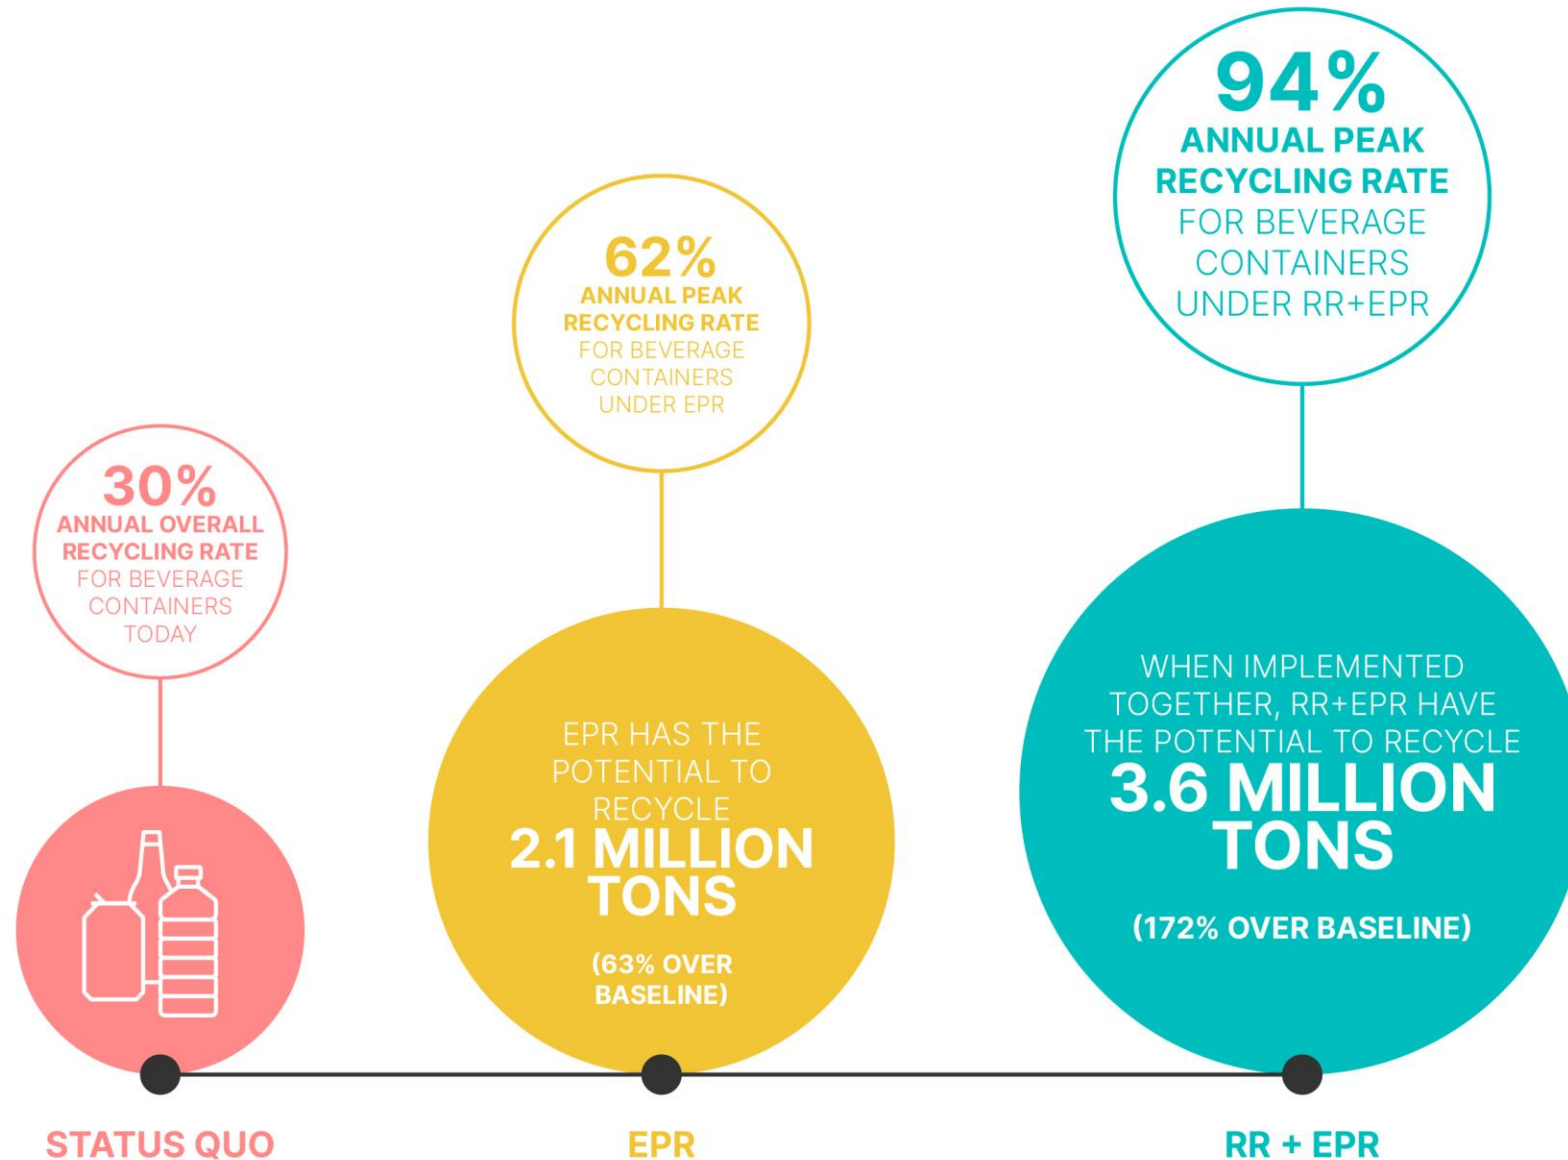 30%
ANNUAL OVERALL
RECYCLING RATE
FOR BEVERAGE
CONTAINERS
TODAY
STATUS QUO
62%
ANNUAL PEAK
RECYCLING RATE
FOR BEVERAGE
CONTAINERS
UNDER EPR
EPR HAS THE
POTENTIAL TO
RECYCLE
2.1 MILLION
TONS
(63% OVER
BASELINE)
EPR
94%
ANNUAL PEAK
RECYCLING RATE
FOR BEVERAGE
CONTAINERS
UNDER RR+EPR
WHEN IMPLEMENTED
TOGETHER, RR+EPR HAVE
THE POTENTIAL TO RECYCLE
3.6 MILLION
TONS
(172% OVER BASELINE)
RR + EPR